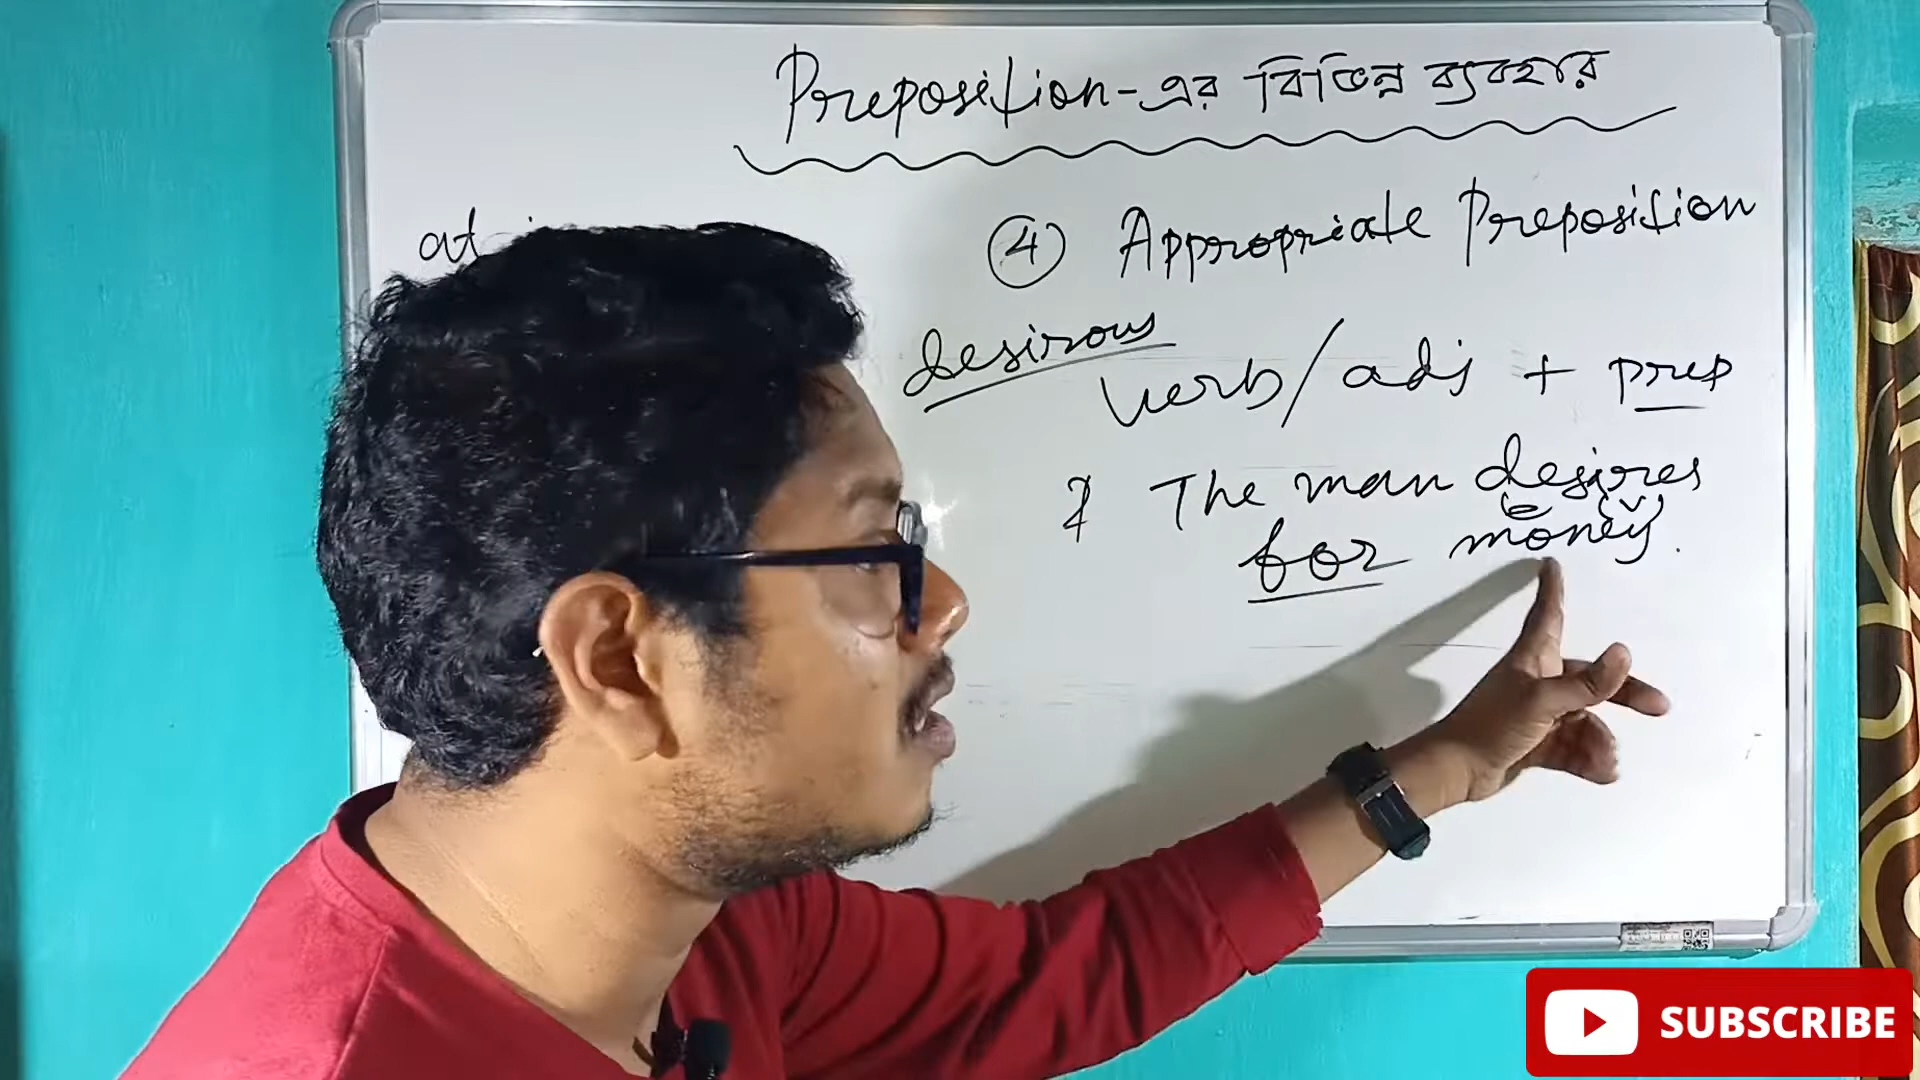 Preposition-এর বিভিন্ন ব্যবহার
at
④ Appropriate Preposition
desirous
verb/adj + prep
The man desires
(v)
for money.
SUBSCRIBE